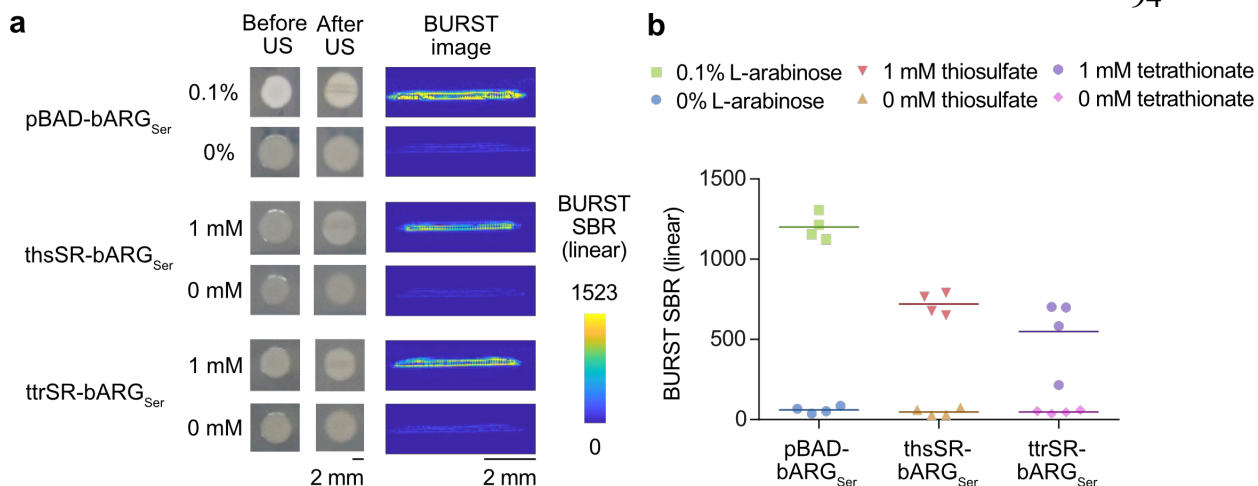 94
a
Before US
After US
BURST image
pBAD-bARGSer
0.1%
0%
thsSR-bARGSer
1 mM
0 mM
ttrSR-bARGSer
1 mM
0 mM
2 mm
2 mm
BURST
SBR
(linear)
1523
0
b
0.1% L-arabinose
0% L-arabinose
1 mM thiosulfate
0 mM thiosulfate
1 mM tetrathionate
0 mM tetrathionate
BURST SBR (linear)
1500
1000
500
0
pBAD-
bARGSer
thsSR-
bARGSer
ttrSR-
bARGSer